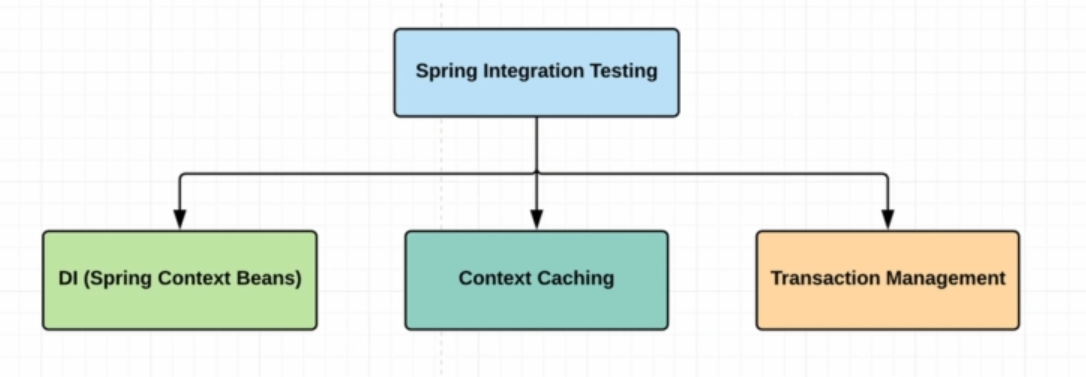 Spring Integration Testing
DI (Spring Context Beans)
Context Caching
Transaction Management